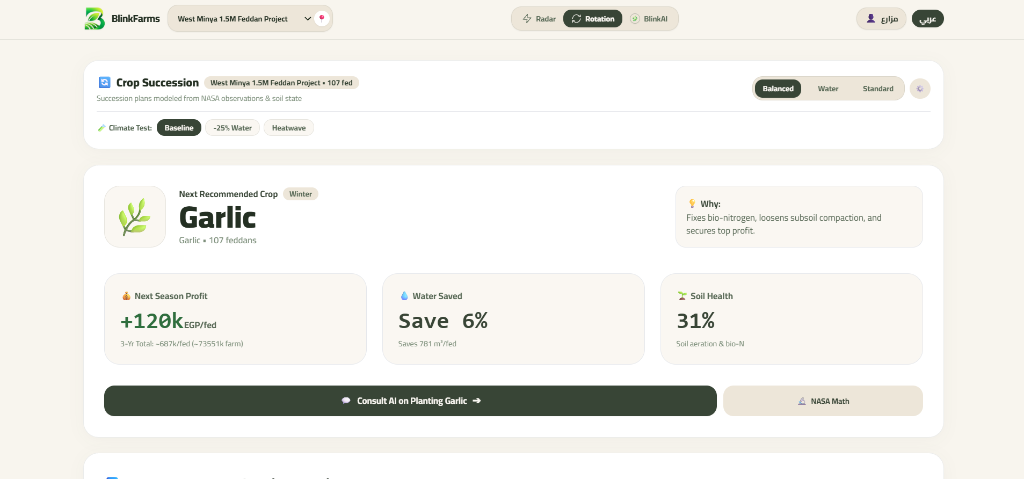 BlinkFarms
West Minya 1.5M Feddan Project
Radar
Rotation
BlinkAI
مزارع
عربي
Crop Succession
West Minya 1.5M Feddan Project • 107 fed
Succession plans modeled from NASA observations & soil state
Balanced
Water
Standard
Climate Test:
Baseline
-25% Water
Heatwave
Next Recommended Crop
Winter
Garlic
Garlic • 107 feddans
Why:
Fixes bio-nitrogen, loosens subsoil compaction, and
secures top profit.
Next Season Profit
+120kEGP/fed
3-Yr Total: ~687k/fed (~73551k farm)
Water Saved
Save 6%
Saves 781 m³/fed
Soil Health
31%
Soil aeration & bio-N
Consult AI on Planting Garlic ➔
NASA Math